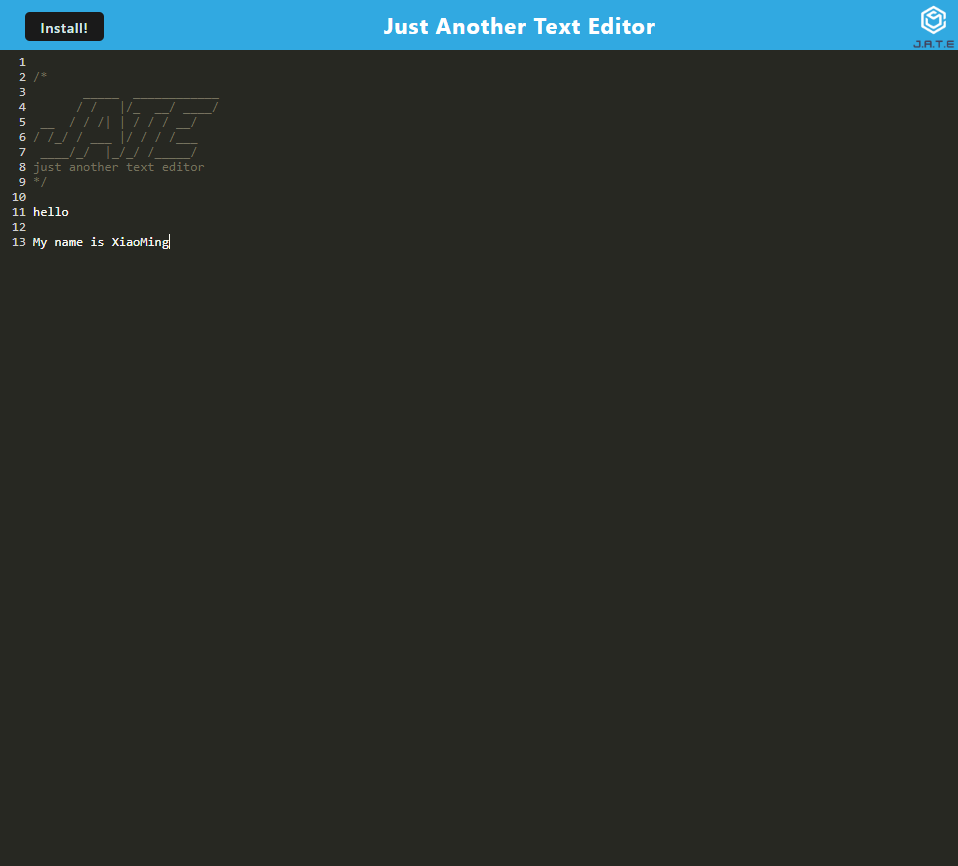 Install!
Just Another Text Editor
J.A.T.E
1
2 /*
3        _____  ____________
4       / /   |/_  __/ ____/
5  __  / / /| | / / / __/
6 / /_/ / ___ |/ / / /___
7  ____/_/  |_/_/ /_____/
8 just another text editor
9 */
10
11 hello
12
13 My name is XiaoMing